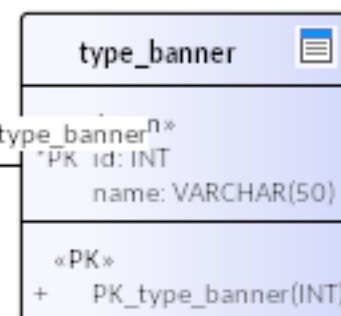 type_banner
n»
type_banner
*PK id: INT
name: VARCHAR(50)
«PK»
+ PK_type_banner(INT)